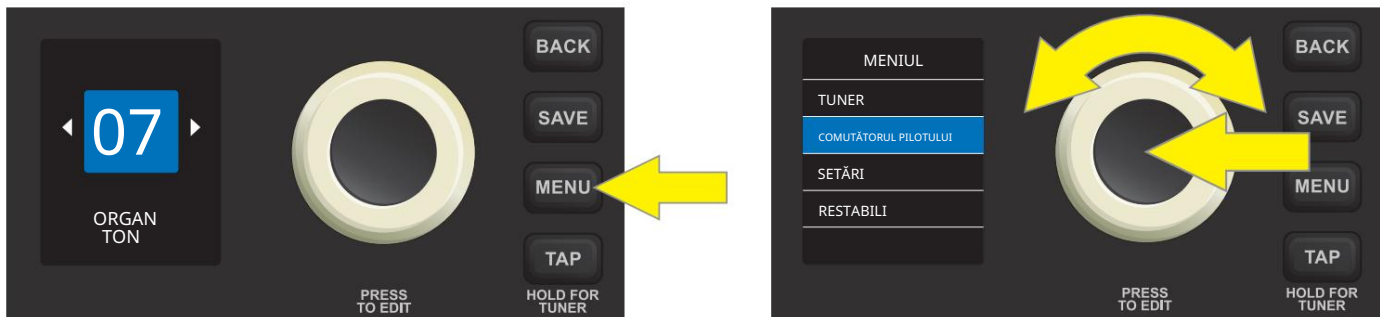 07
ORGAN
TON
BACK
SAVE
MENU
TAP
PRESS
TO EDIT
HOLD FOR
TUNER
MENIUL
TUNER
COMUTĂTORUL PILOTULUI
SETĂRI
RESTABILI
BACK
SAVE
MENU
TAP
PRESS
TO EDIT
HOLD FOR
TUNER